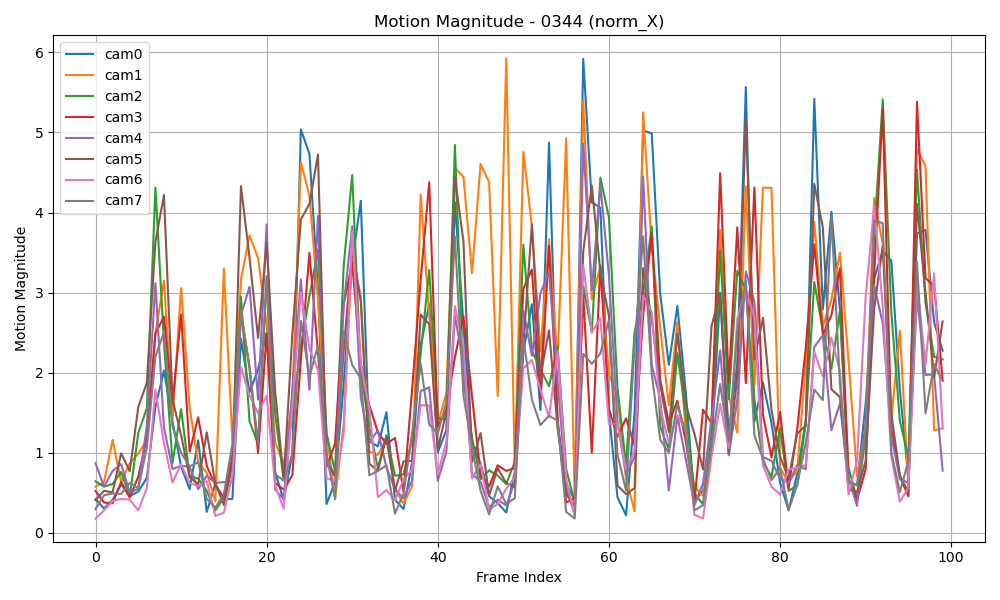 Motion Magnitude - 0344 (norm_X)
cam0
cam1
cam2
cam3
cam4
cam5
cam6
cam7
Motion Magnitude
6
5
4
3
2
1
0
0 20 40 60 80 100
Frame Index